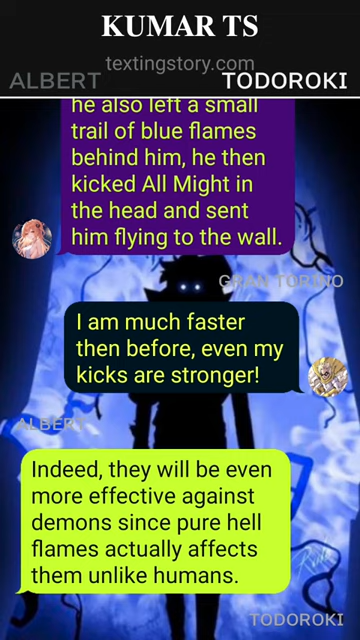 KUMAR TS
textingstory.com
ALBERT TODOROKI
he also left a small
trail of blue flames
behind him, he then
kicked All Might in
the head and sent
him flying to the wall.
GRAN TORINO
I am much faster
then before, even my
kicks are stronger!
ALBERT
Indeed, they will be even
more effective against
demons since pure hell
flames actually affects
them unlike humans.
TODOROKI